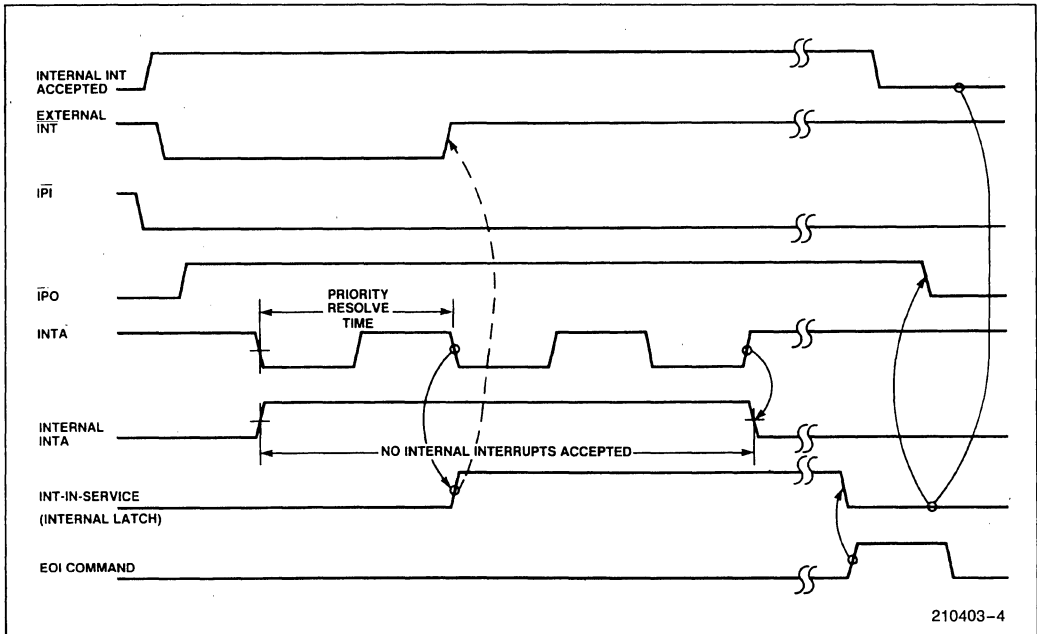 INTERNAL INT
ACCEPTED
EXTERNAL
INT
IPI
IPO
PRIORITY
RESOLVE
TIME
INTA
INTERNAL
INTA
NO INTERNAL INTERRUPTS ACCEPTED
INT-IN-SERVICE
(INTERNAL LATCH)
EOI COMMAND
210403-4